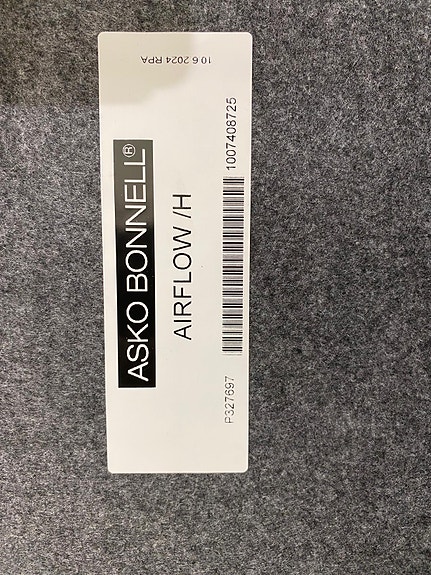 ASKO BONNELL®
AIRFLOW /H
P327697 1007408725
10 6 2024 RPA